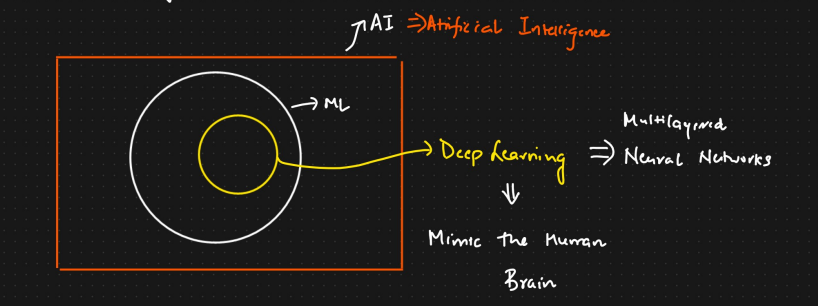 AI ⇒ Atificial Intelligence
→ ML
Multilayered
→ Deep Learning ⇒ Neural Networks
⇓
Mimic the Human
Brain